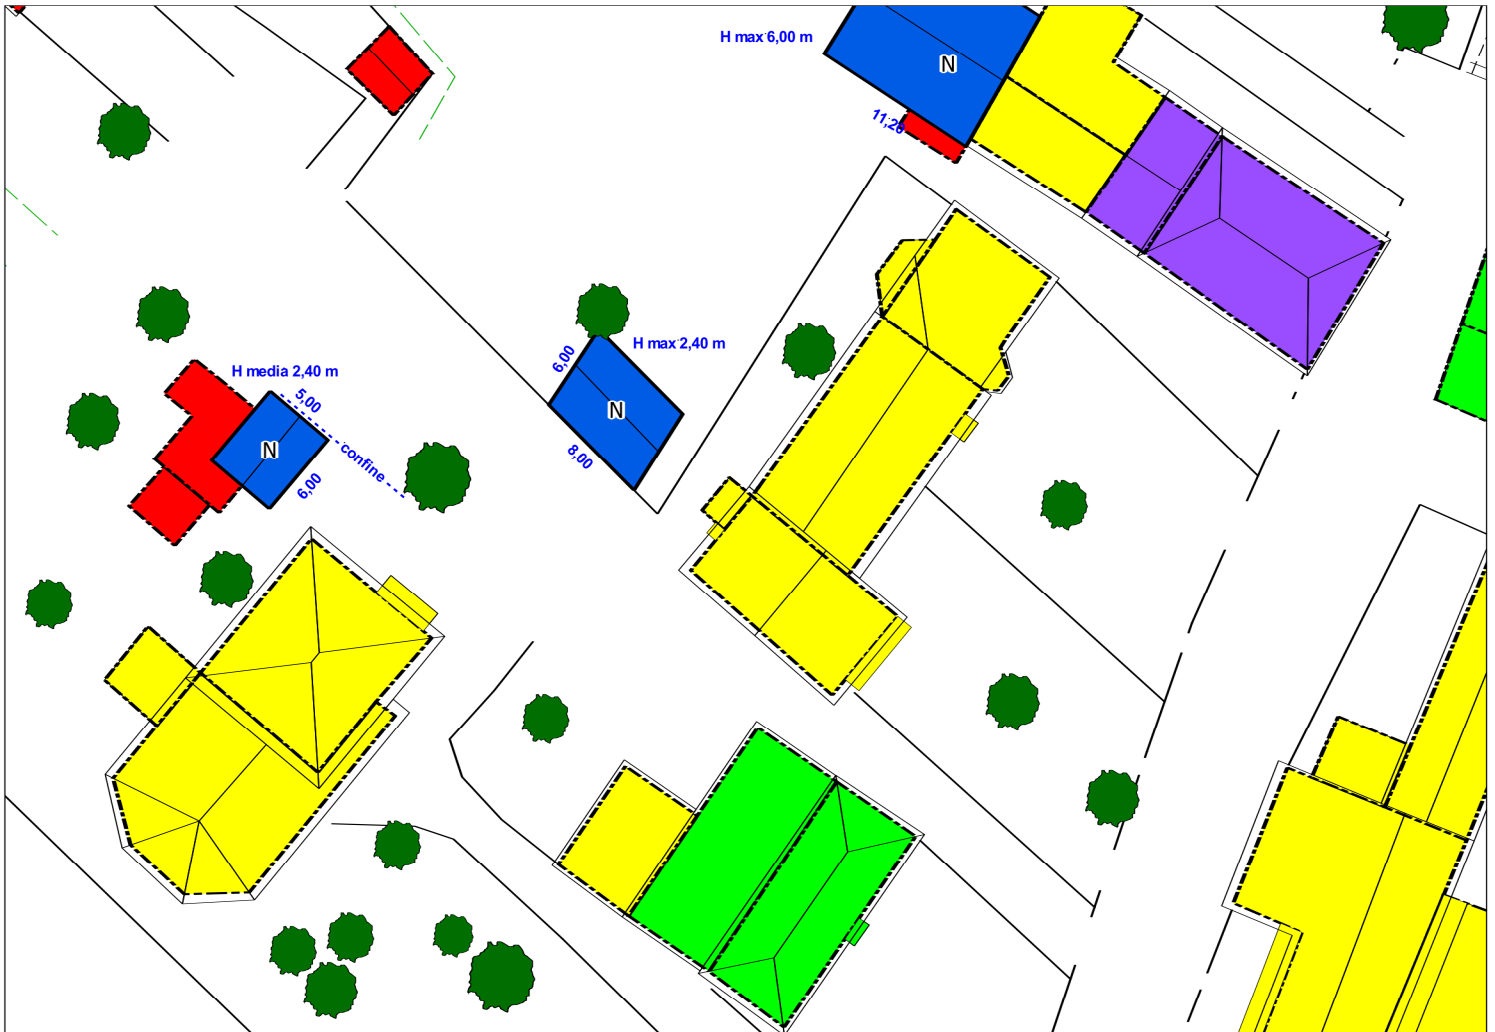 H max 6,00 m
N
11,20
H max 2,40 m
6,00
N
8,00
H media 2,40 m
5,00
N
confine
6,00